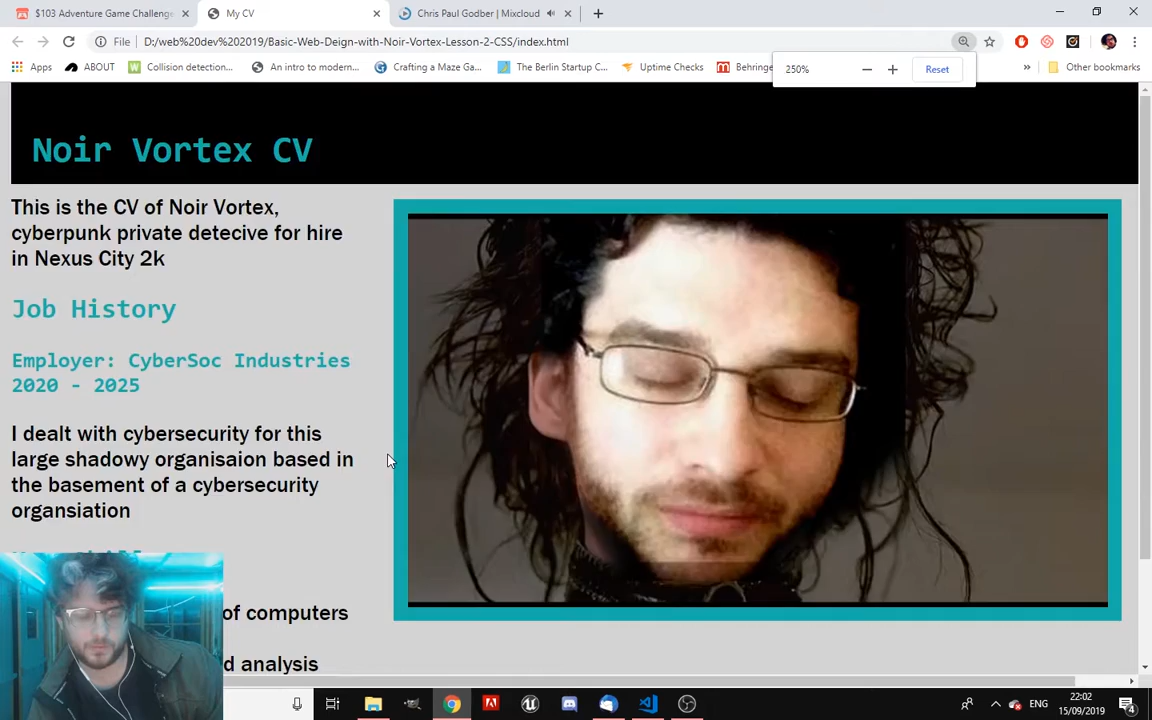 $103 Adventure Game Challenge
My CV
Chris Paul Godber | Mixcloud
File | D:/web%20dev%202019/Basic-Web-Deign-with-Noir-Vortex-Lesson-2-CSS/index.html
Apps
ABOUT
Collision detection...
An intro to modern...
Crafting a Maze Ga...
The Berlin Startup C...
Uptime Checks
Behringe
Other bookmarks
250%
Reset
Noir Vortex CV
This is the CV of Noir Vortex,
cyberpunk private detecive for hire
in Nexus City 2k
Job History
Employer: CyberSoc Industries
2020 - 2025
I dealt with cybersecurity for this
large shadowy organisaion based in
the basement of a cybersecurity
organsiation
of computers
d analysis
ENG
22:02
15/09/2019
4